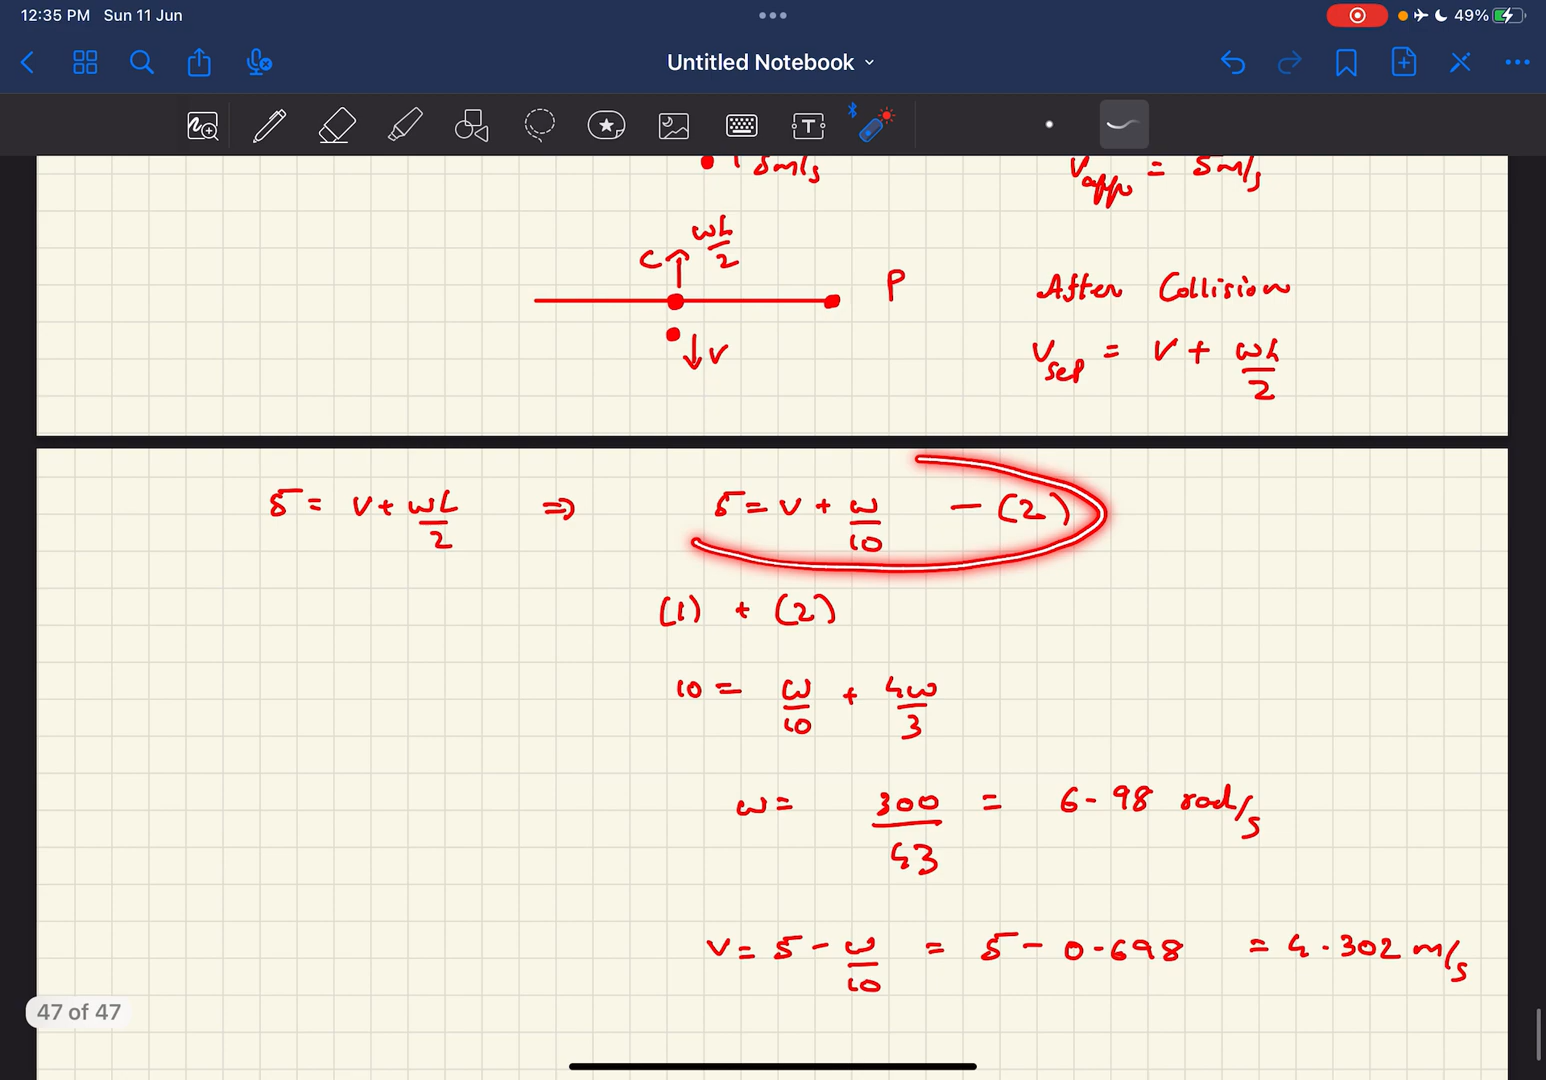 12:35 PM Sun 11 Jun
49%
Untitled Notebook
5m/s
Vapp = 5m/s
C ωL/2
P
After Collision
↓ v
Vsep = v + ωL/2
5 = v + ωL/2 ⇒ 5 = v + ω/10 — (2)
(1) + (2)
10 = ω/10 + 4ω/3
ω = 300/43 = 6.98 rad/s
v = 5 - ω/10 = 5 - 0.698 = 4.302 m/s
47 of 47